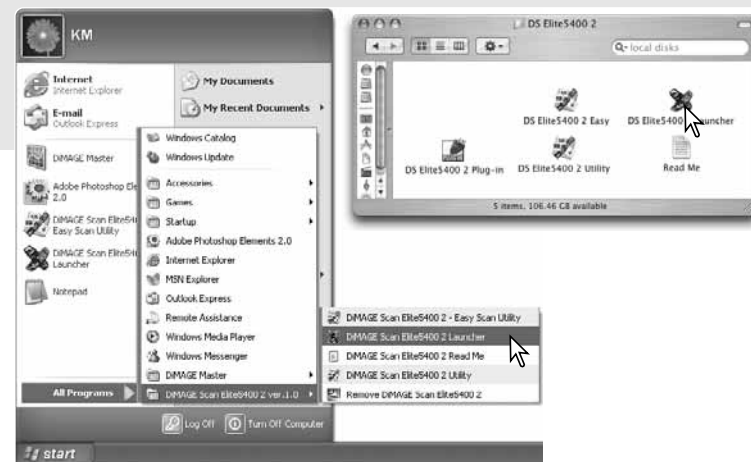 KM
Internet
Internet Explorer
E-mail
Outlook Express
DiMAGE Master
Adobe Photoshop Ele
2.0
DiMAGE Scan Elite54
Easy Scan Utility
DiMAGE Scan Elite54
Launcher
Notepad
All Programs
My Documents
My Recent Documents
Windows Catalog
Windows Update
Accessories
Games
Startup
Adobe Photoshop Elements 2.0
Internet Explorer
MSN Explorer
Outlook Express
Remote Assistance
Windows Media Player
Windows Messenger
DiMAGE Master
DiMAGE Scan Elite5400 2 ver.1.0
DiMAGE Scan Elite5400 2 - Easy Scan Utility
DiMAGE Scan Elite5400 2 Launcher
DiMAGE Scan Elite5400 2 Read Me
DiMAGE Scan Elite5400 2 Utility
Remove DiMAGE Scan Elite5400 2
Log Off
Turn Off Computer
start
DS Elite5400 2
local disks
DS Elite5400 2 Easy
DS Elite5400 uncher
DS Elite5400 2 Plug-in
DS Elite5400 2 Utility
Read Me
5 items, 106.46 GB available